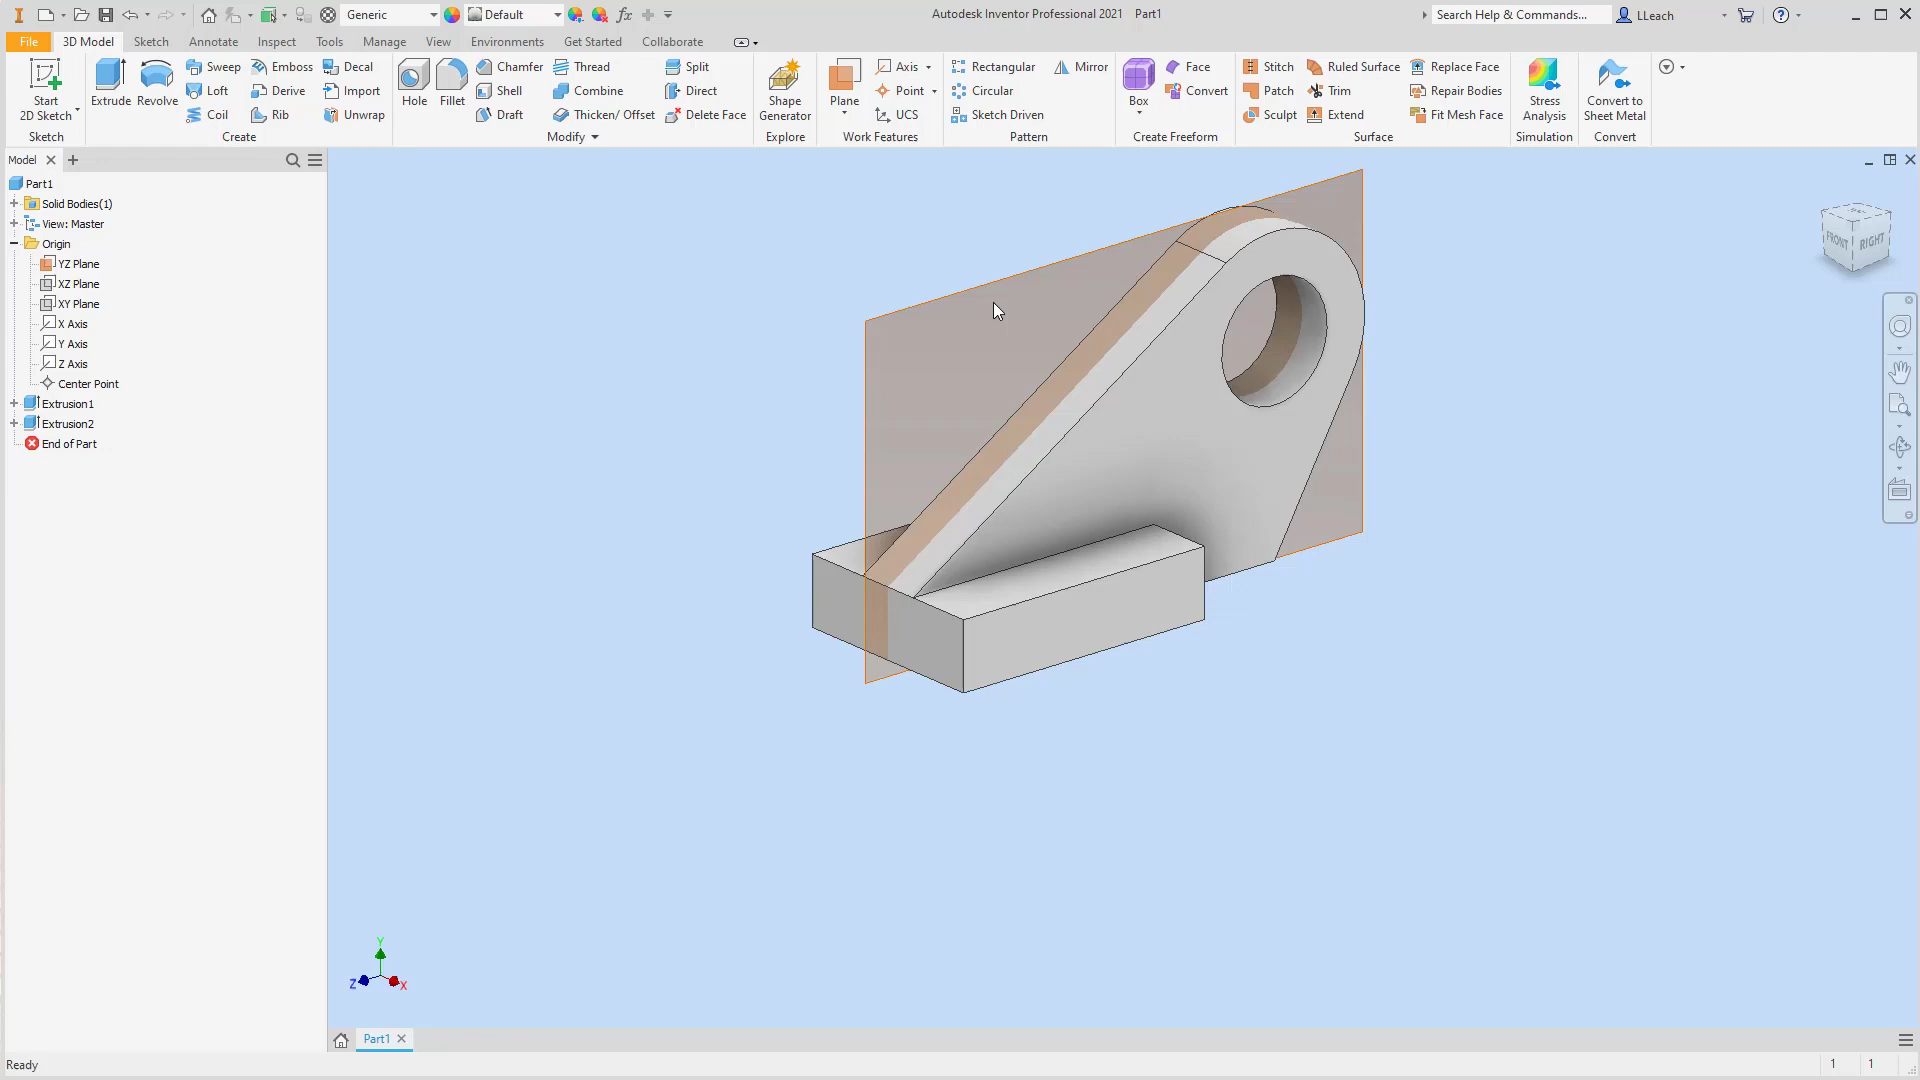 Generic
Default
Autodesk Inventor Professional 2021 Part1
Search Help & Commands...
LLeach
File 3D Model Sketch Annotate Inspect Tools Manage View Environments Get Started Collaborate
Start
2D Sketch
Sketch
Extrude
Revolve
Sweep
Loft
Coil
Emboss
Derive
Rib
Decal
Import
Unwrap
Create
Hole
Fillet
Chamfer
Shell
Draft
Thread
Combine
Thicken/ Offset
Split
Direct
Delete Face
Modify
Shape
Generator
Explore
Plane
Axis
Point
UCS
Work Features
Rectangular
Circular
Sketch Driven
Mirror
Pattern
Box
Face
Convert
Create Freeform
Stitch
Patch
Sculpt
Ruled Surface
Trim
Extend
Replace Face
Repair Bodies
Fit Mesh Face
Surface
Stress
Analysis
Simulation
Convert to
Sheet Metal
Convert
Model
Part1
Solid Bodies(1)
View: Master
Origin
YZ Plane
XZ Plane
XY Plane
X Axis
Y Axis
Z Axis
Center Point
Extrusion1
Extrusion2
End of Part
FRONT
RIGHT
Y
Z
X
Part1
Ready
1 1